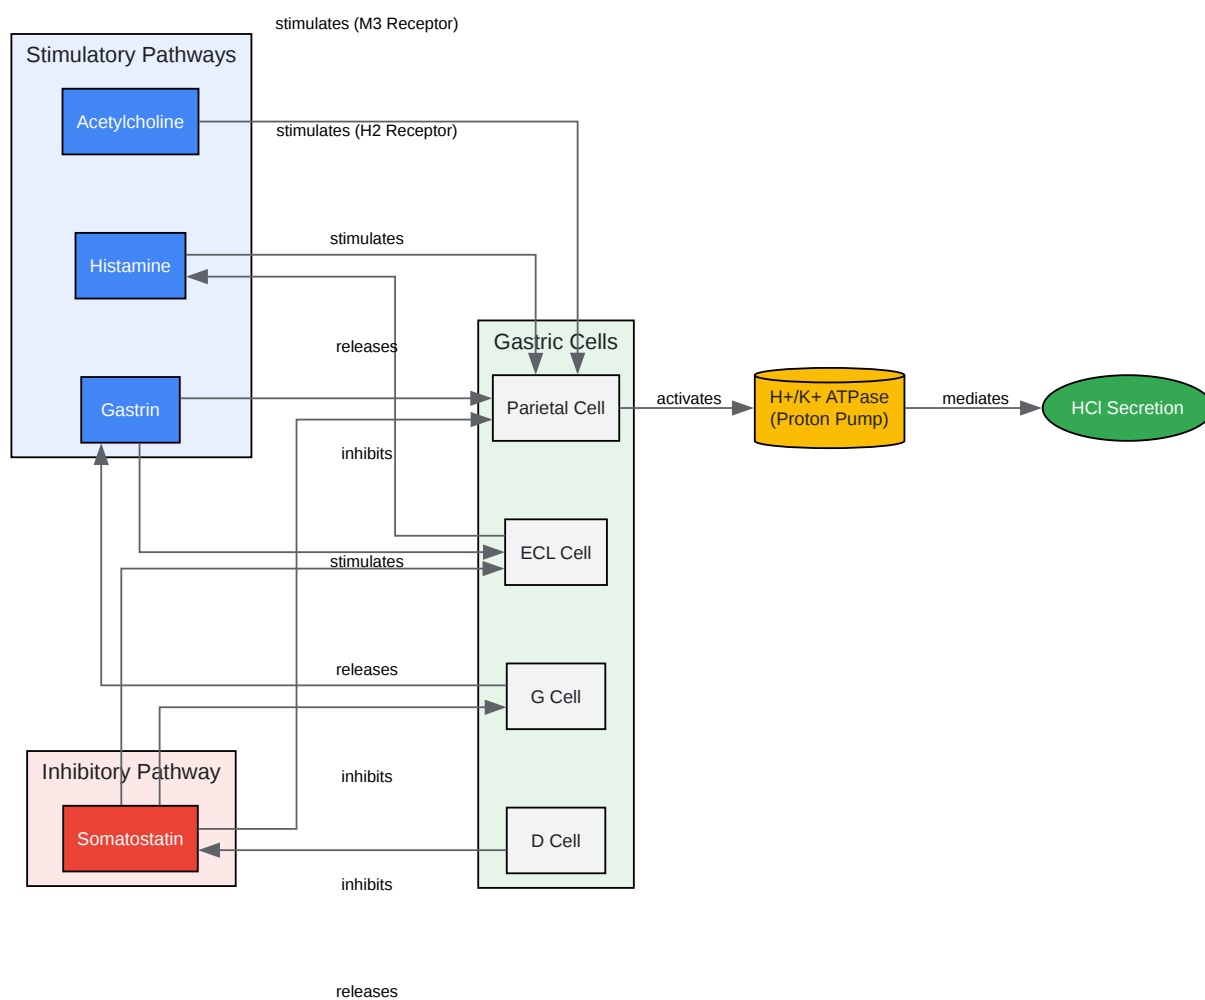 stimulates (M3 Receptor)
Stimulatory Pathways
Acetylcholine
stimulates (H2 Receptor)
stimulates
Histamine
Gastric Cells
releases
Gastrin
Parietal Cell
activates
H+/K+ ATPase
(Proton Pump)
mediates
HCl Secretion
inhibits
ECL Cell
stimulates
releases
G Cell
Inhibitory Pathway
inhibits
Somatostatin
D Cell
inhibits
releases